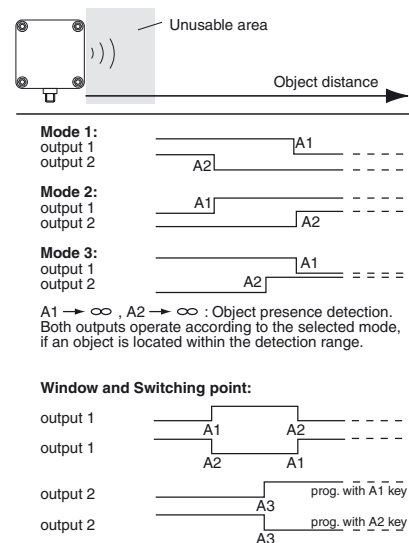 Unusable area
Object distance
Mode 1:
output 1
A1
output 2
A2
Mode 2:
output 1
A1
output 2
A2
Mode 3:
output 1
A1
output 2
A2
A1 → ∞ , A2 → ∞ : Object presence detection.
Both outputs operate according to the selected mode,
if an object is located within the detection range.
Window and Switching point:
output 1
A1 A2
output 1
A2 A1
output 2
prog. with A1 key
A3
output 2
prog. with A2 key
A3